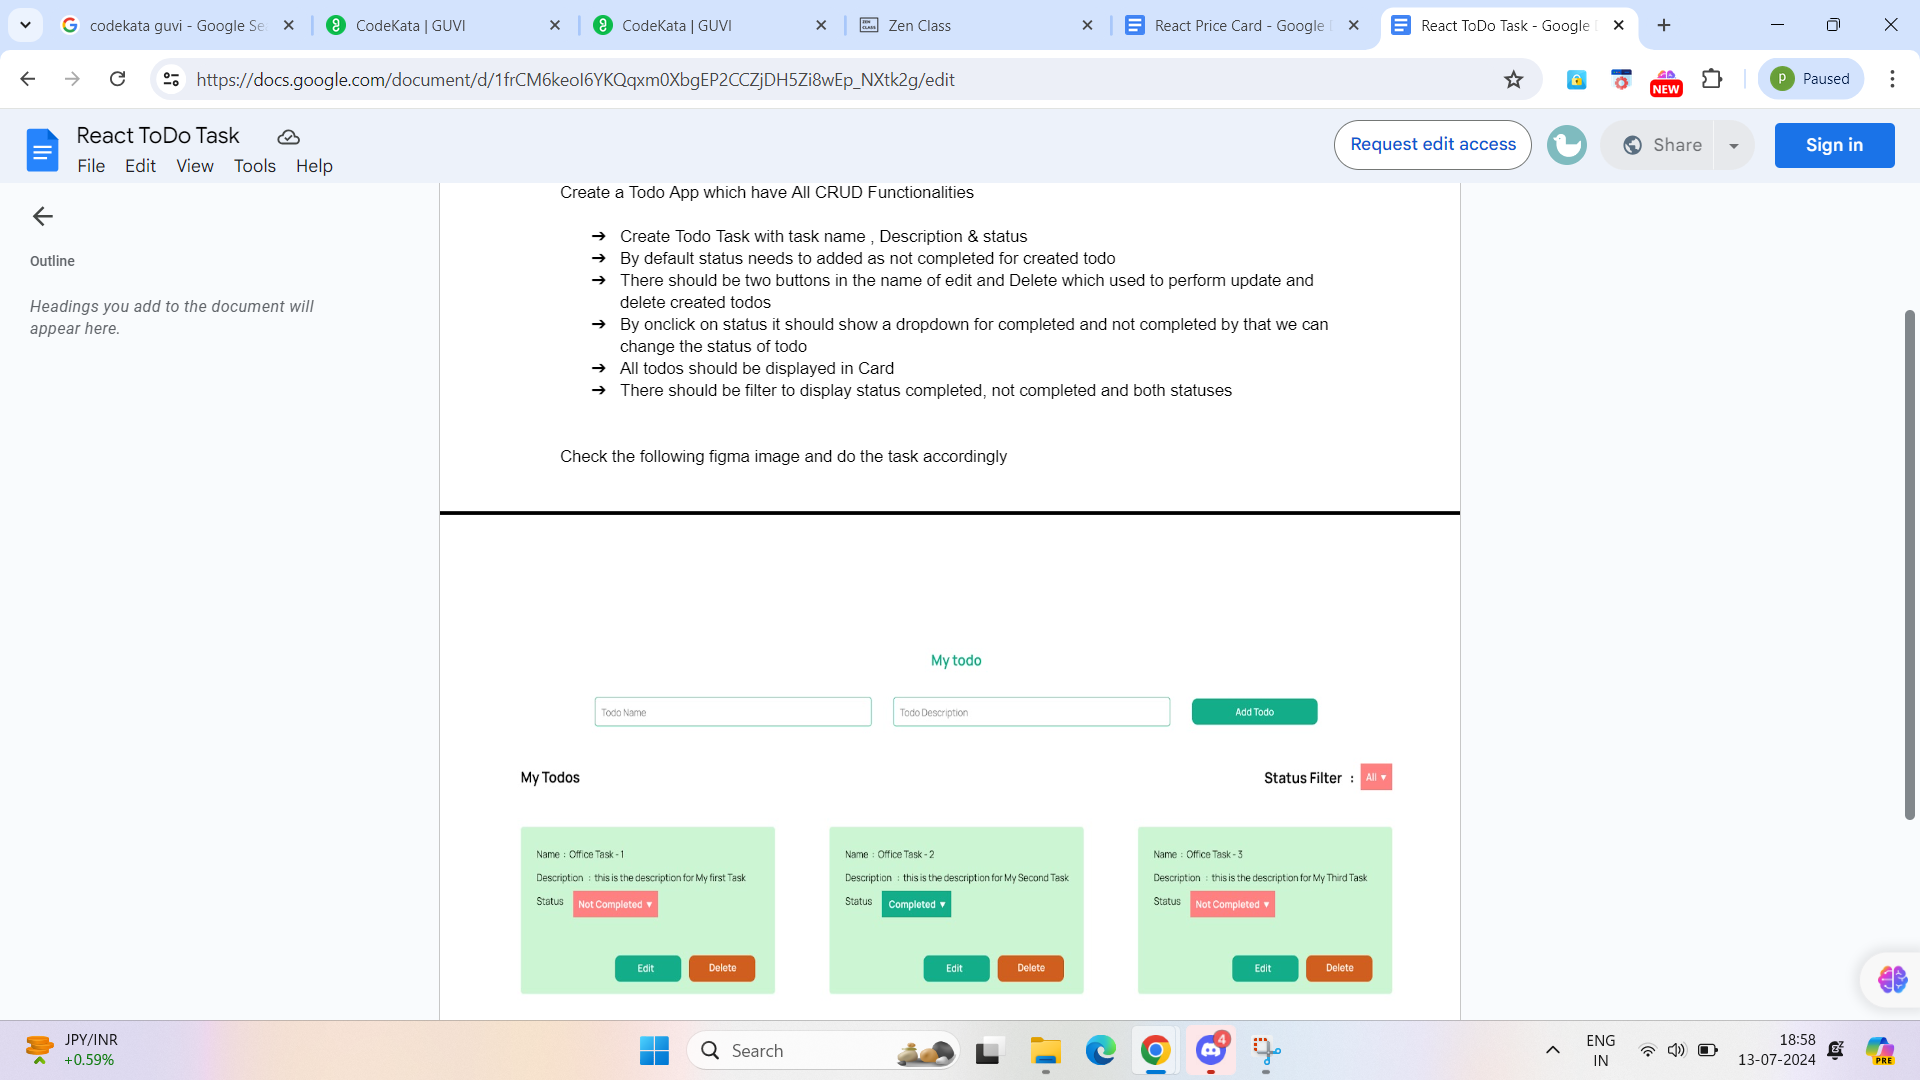 codekata guvi - Google Se
CodeKata | GUVI
CodeKata | GUVI
Zen Class
React Price Card - Google
React ToDo Task - Google
https://docs.google.com/document/d/1frCM6keoI6YKQqxm0XbgEP2CCZjDH5Zi8wEp_NXtk2g/edit
NEW
P
Paused
React ToDo Task
File Edit View Tools Help
Request edit access
Share
Sign in
Outline
Headings you add to the document will
appear here.
Create a Todo App which have All CRUD Functionalities
➔ Create Todo Task with task name , Description & status
➔ By default status needs to added as not completed for created todo
➔ There should be two buttons in the name of edit and Delete which used to perform update and
delete created todos
➔ By onclick on status it should show a dropdown for completed and not completed by that we can
change the status of todo
➔ All todos should be displayed in Card
➔ There should be filter to display status completed, not completed and both statuses
Check the following figma image and do the task accordingly
My todo
Todo Name
Todo Description
Add Todo
My Todos
Status Filter :
All ▾
Name : Office Task - 1
Description : this is the description for My first Task
Status Not Completed ▾
Edit Delete
Name : Office Task - 2
Description : this is the description for My Second Task
Status Completed ▾
Edit Delete
Name : Office Task - 3
Description : this is the description for My Third Task
Status Not Completed ▾
Edit Delete
JPY/INR
+0.59%
Search
4
ENG
IN
18:58
13-07-2024
PRE